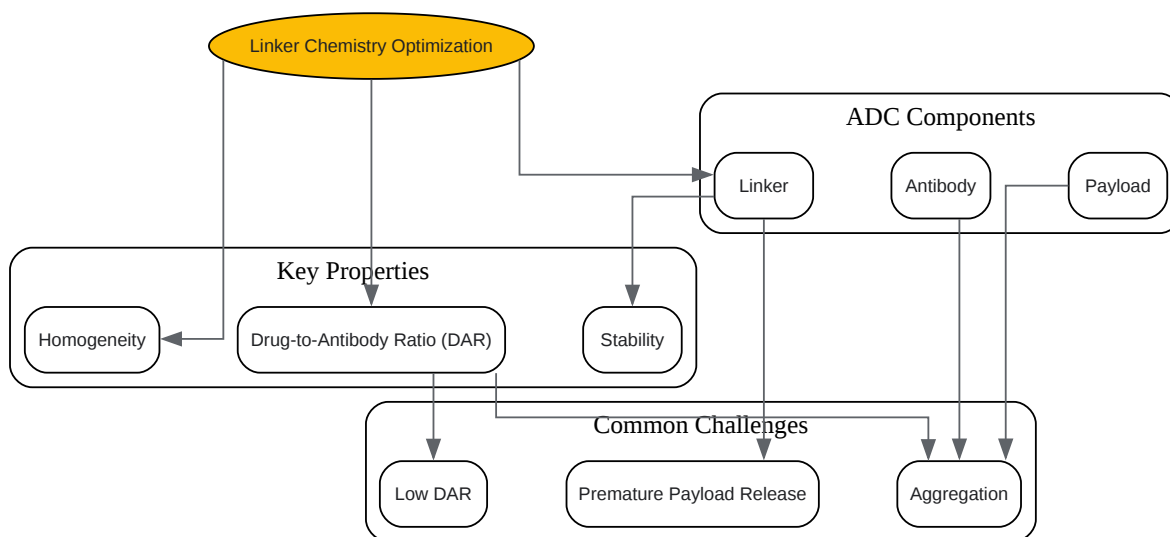 Linker Chemistry Optimization
ADC Components
Linker
Antibody
Payload
Key Properties
Homogeneity
Drug-to-Antibody Ratio (DAR)
Stability
Common Challenges
Low DAR
Premature Payload Release
Aggregation